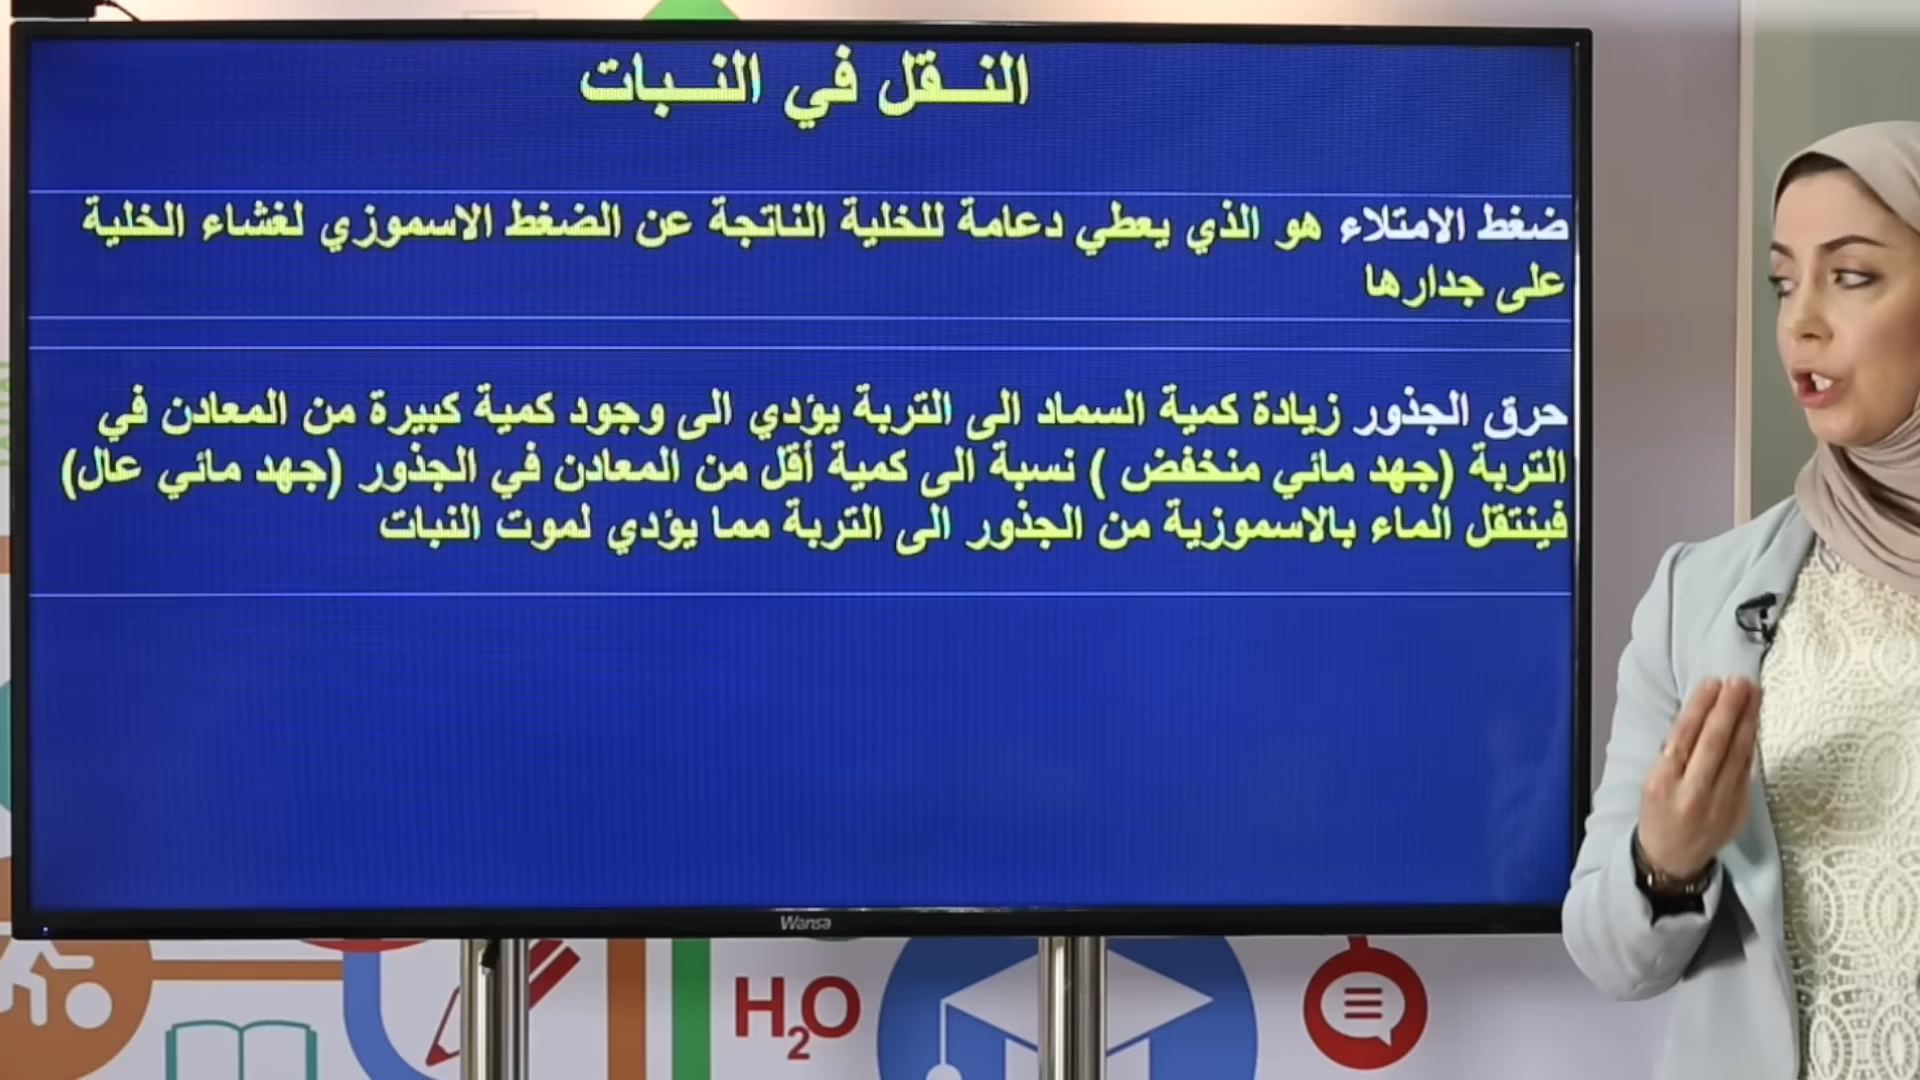 النـقل في النـبات
ضغط الامتلاء هو الذي يعطي دعامة للخلية الناتجة عن الضغط الاسموزي لغشاء الخلية
على جدارها
حرق الجذور زيادة كمية السماد الى التربة يؤدي الى وجود كمية كبيرة من المعادن في
التربة (جهد مائي منخفض ) نسبة الى كمية أقل من المعادن في الجذور (جهد مائي عال)
فينتقل الماء بالاسموزية من الجذور الى التربة مما يؤدي لموت النبات
Wansa
H₂O